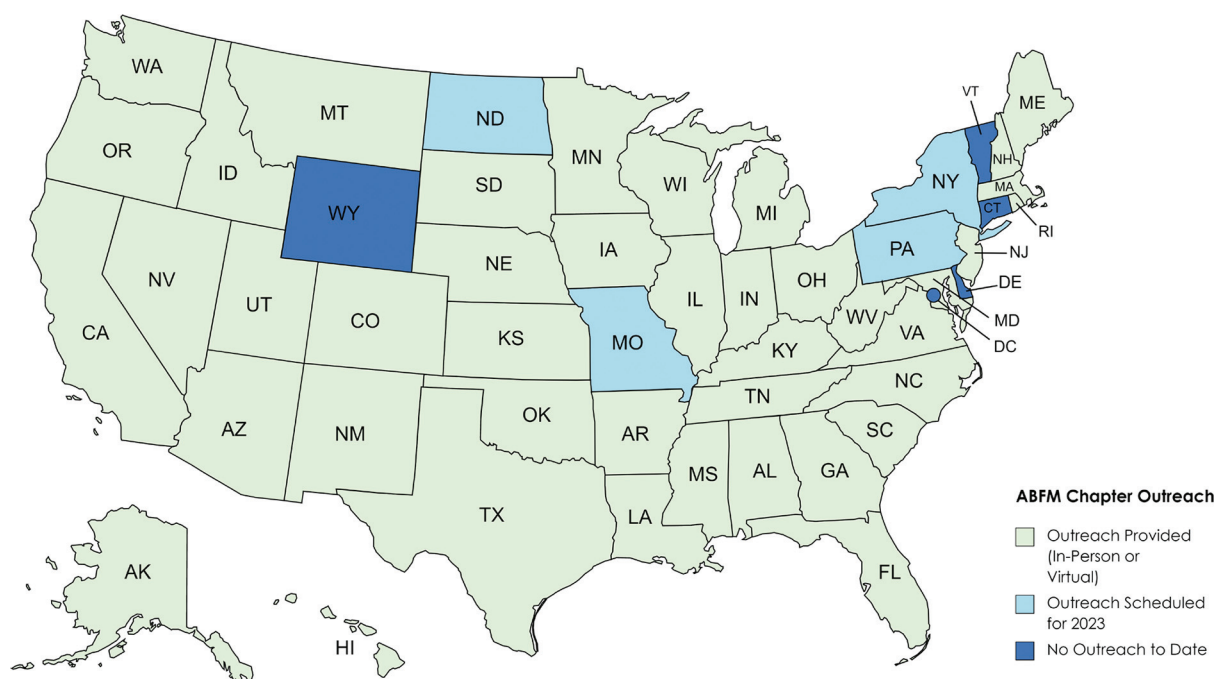 WA
MT
ND
VT
ME
OR
ID
MN
NH
SD
WI
NY
MA
WY
MI
CT
RI
IA
PA
NJ
NE
NV
OH
DE
UT
IL
IN
CO
WV
MD
CA
KS
MO
VA
DC
KY
NC
TN
AZ
NM
OK
AR
SC
MS
AL
GA
TX
LA
AK
FL
HI
ABFM Chapter Outreach
Outreach Provided
(In-Person or
Virtual)
Outreach Scheduled
for 2023
No Outreach to Date